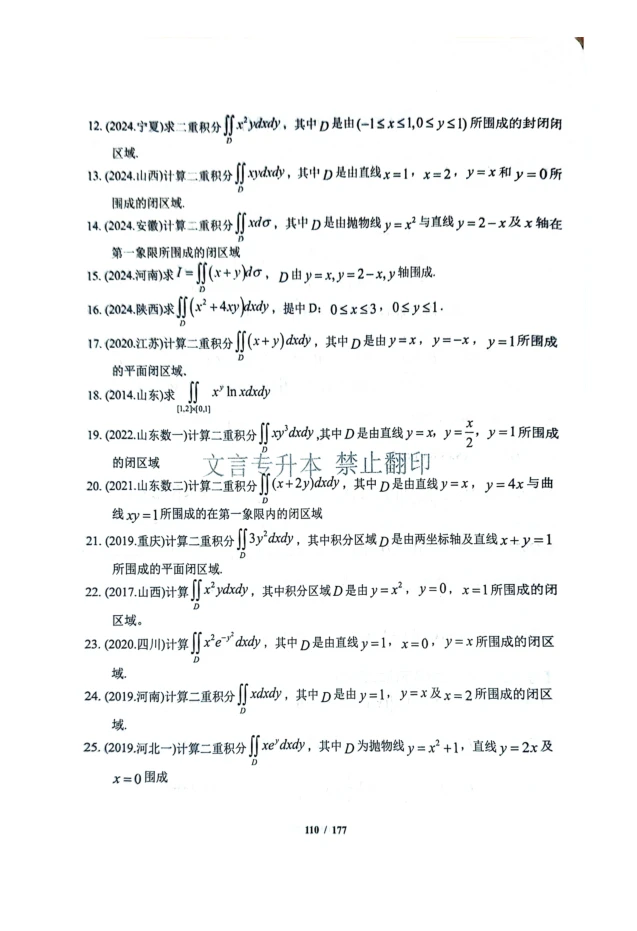 12. (2024.宁夏)求二重积分∬_D x²ydxdy，其中D是由(-1≤x≤1,0≤y≤1)所围成的封闭闭
区域.
13. (2024.山西)计算二重积分∬_D xydxdy，其中D是由直线x=1，x=2，y=x和y=0所
围成的闭区域.
14. (2024.安徽)计算二重积分∬_D xdσ，其中D是由抛物线y=x²与直线y=2-x及x轴在
第一象限所围成的闭区域
15. (2024.河南)求I=∬_D(x+y)dσ，D由y=x,y=2-x,y轴围成.
16. (2024.陕西)求∬_D(x²+4xy)dxdy，提中D：0≤x≤3，0≤y≤1.
17. (2020.江苏)计算二重积分∬_D(x+y)dxdy，其中D是由y=x，y=-x，y=1所围成
的平面闭区域.
18. (2014.山东)求∬_{[1,2]×[0,1]} x^y ln xdxdy
19. (2022.山东数一)计算二重积分∬_D xy³dxdy,其中D是由直线y=x, y=x/2，y=1所围成
的闭区域
文言专升本 禁止翻印
20. (2021.山东数二)计算二重积分∬_D(x+2y)dxdy，其中D是由直线y=x，y=4x与曲
线xy=1所围成的在第一象限内的闭区域
21. (2019.重庆)计算二重积分∬_D 3y²dxdy，其中积分区域D是由两坐标轴及直线x+y=1
所围成的平面闭区域.
22. (2017.山西)计算∬_D x²ydxdy，其中积分区域D是由y=x²，y=0，x=1所围成的闭
区域。
23. (2020.四川)计算∬_D x²e^{-y²}dxdy，其中D是由直线y=1，x=0，y=x所围成的闭区
域.
24. (2019.河南)计算二重积分∬_D xdxdy，其中D是由y=1，y=x及x=2所围成的闭区
域.
25. (2019.河北一)计算二重积分∬_D xe^y dxdy，其中D为抛物线y=x²+1，直线y=2x及
x=0围成
110 / 177